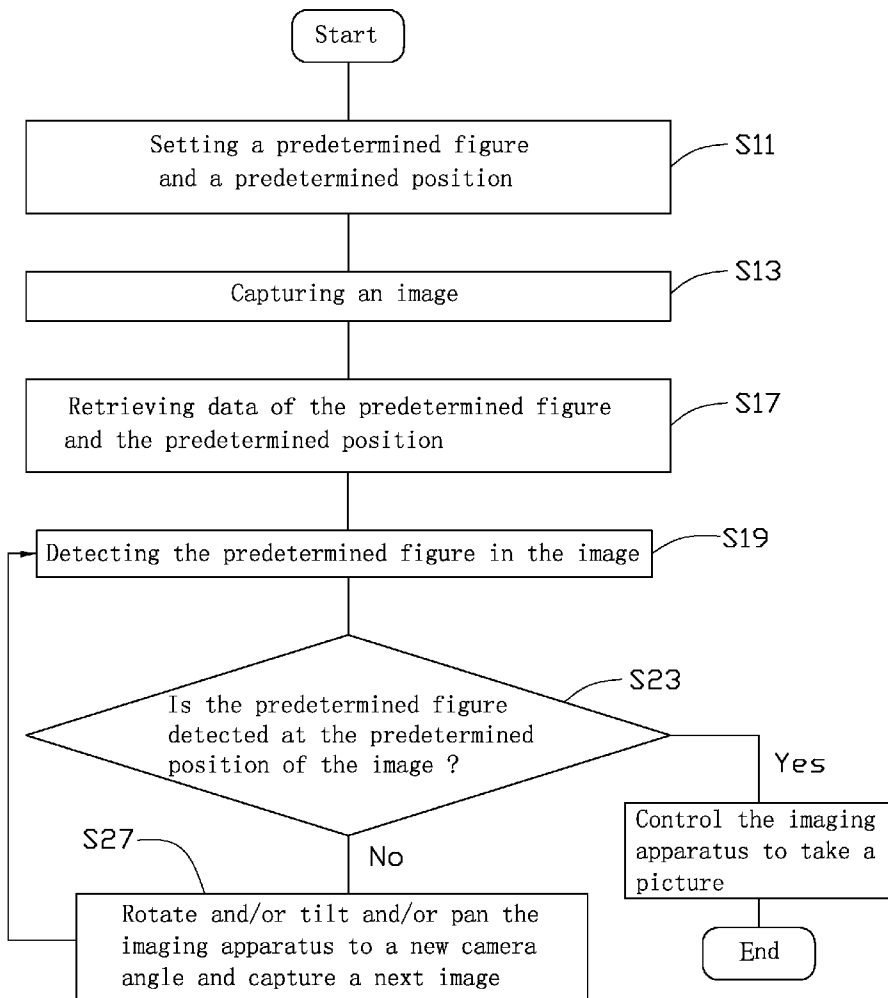 Start
Setting a predetermined figure
and a predetermined position
S11
Capturing an image
S13
Retrieving data of the predetermined figure
and the predetermined position
S17
Detecting the predetermined figure in the image
S19
Is the predetermined figure
detected at the predetermined
position of the image ?
S23
Yes
Control the imaging
apparatus to take a
picture
End
No
S27
Rotate and/or tilt and/or pan the
imaging apparatus to a new camera
angle and capture a next image